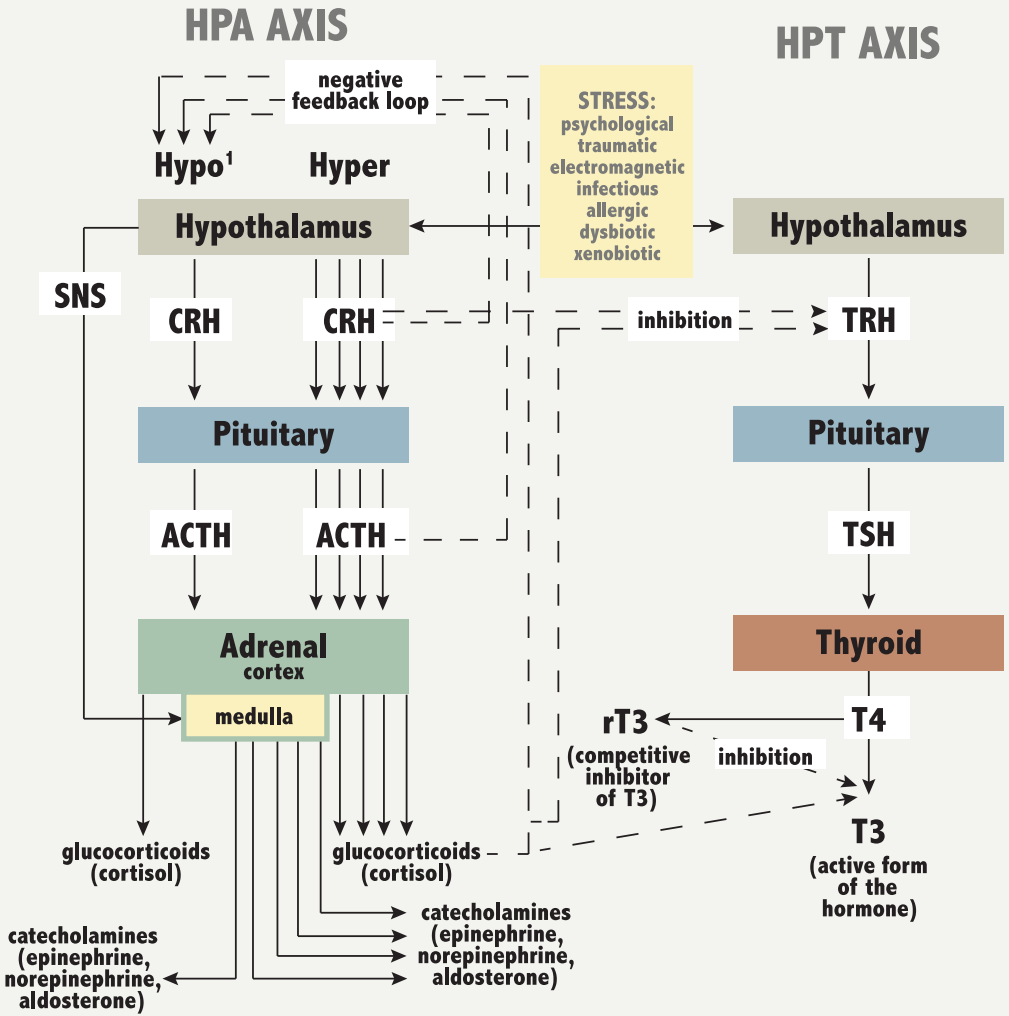 HPA AXIS
HPT AXIS
negative
feedback loop
STRESS:
psychological
traumatic
electromagnetic
infectious
allergic
dysbiotic
xenobiotic
Hypo¹
Hyper
Hypothalamus
Hypothalamus
SNS
CRH
CRH
inhibition
TRH
Pituitary
Pituitary
ACTH
ACTH
TSH
Adrenal
cortex
Thyroid
medulla
rT3
(competitive
inhibitor
of T3)
inhibition
T4
T3
(active form
of the
hormone)
glucocorticoids
(cortisol)
glucocorticoids
(cortisol)
catecholamines
(epinephrine,
norepinephrine,
aldosterone)
catecholamines
(epinephrine,
norepinephrine,
aldosterone)